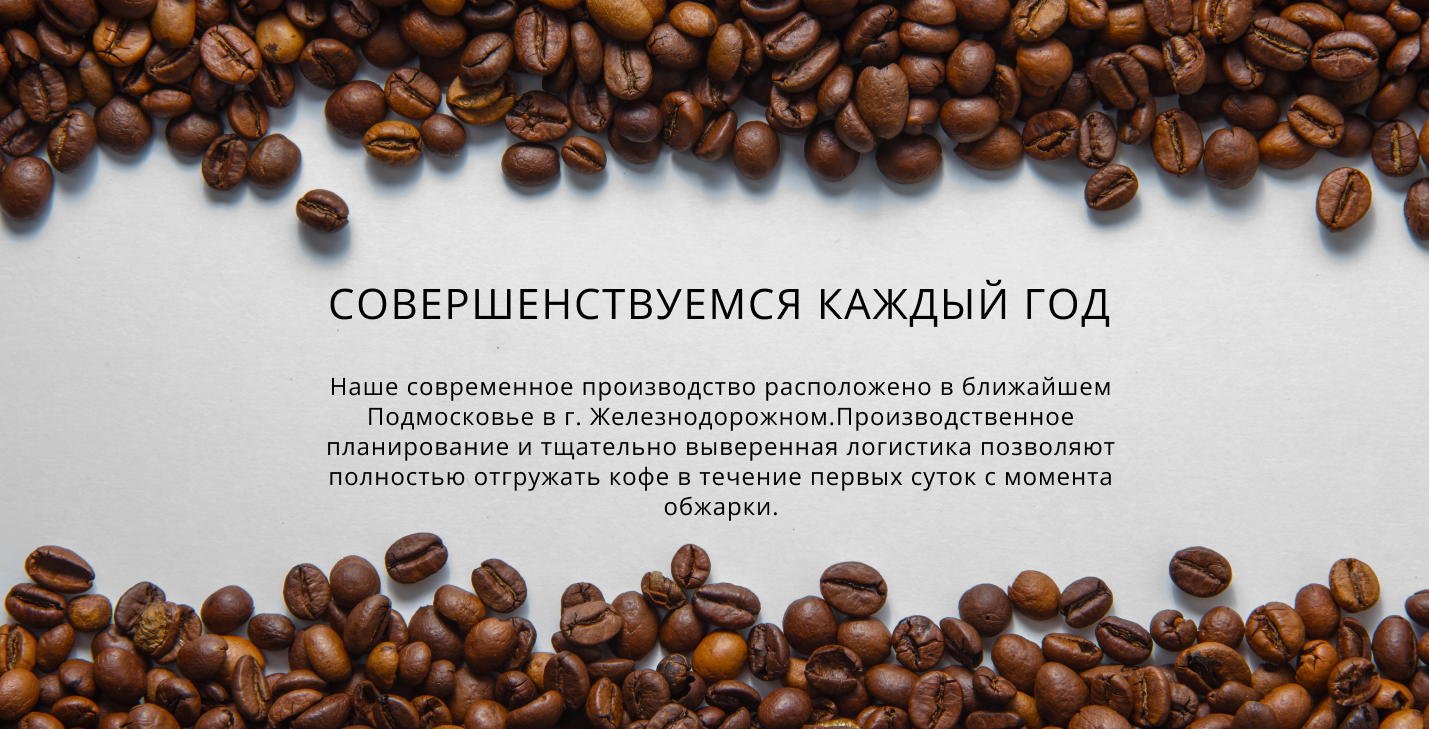 СОВЕРШЕНСТВУЕМСЯ КАЖДЫЙ ГОД
Наше современное производство расположено в ближайшем
Подмосковье в г. Железнодорожном.Производственное
планирование и тщательно выверенная логистика позволяют
полностью отгружать кофе в течение первых суток с момента
обжарки.